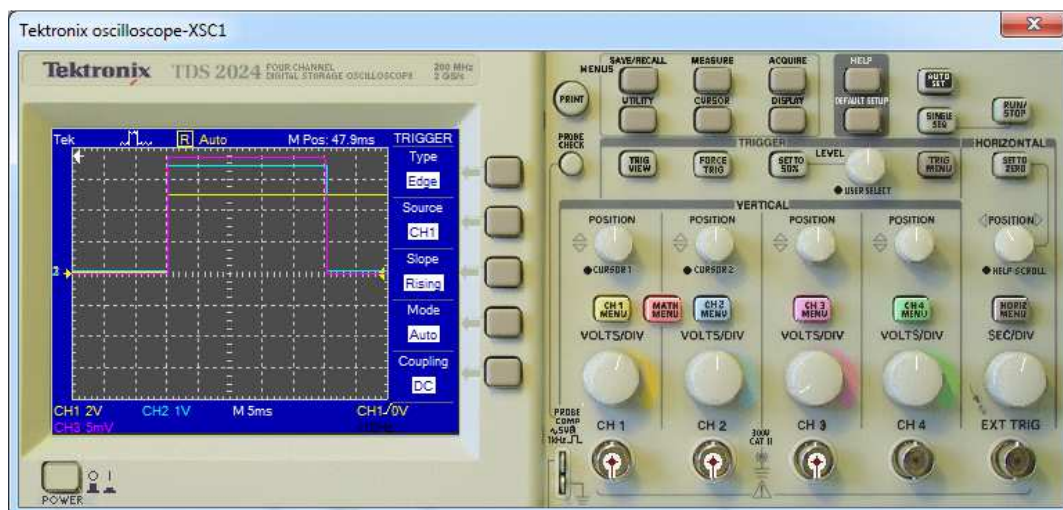 Tektronix oscilloscope-XSC1
Tektronix TDS 2024 FOUR CHANNEL DIGITAL STORAGE OSCILLOSCOPE 200 MHz 2 GS/s
Tek R Auto M Pos: 47.9ms TRIGGER
Type
Edge
Source
CH1
Slope
Rising
Mode
Auto
Coupling
DC
2
CH1 2V CH2 1V M 5ms CH1 0V
CH3 5mV
POWER
MENUS
SAVE/RECALL MEASURE ACQUIRE
UTILITY CURSOR DISPLAY
HELP
DEFAULT SETUP
AUTO SET
SINGLE SEQ
RUN/ STOP
PRINT
PROBE CHECK
TRIGGER
TRIG VIEW
FORCE TRIG
SET TO 50%
LEVEL
USER SELECT
TRIG MENU
HORIZONTAL
SET TO ZERO
VERTICAL
POSITION POSITION POSITION POSITION POSITION
CURSOR 1 CURSOR 2 HELP SCROLL
CH 1 MENU
MATH MENU
CH 2 MENU
CH 3 MENU
CH4 MENU
HORIZ MENU
VOLTS/DIV VOLTS/DIV VOLTS/DIV VOLTS/DIV SEC/DIV
PROBE COMP
~5V@
1kHz
CH 1 CH 2 300V CAT II CH 3 CH 4 EXT TRIG